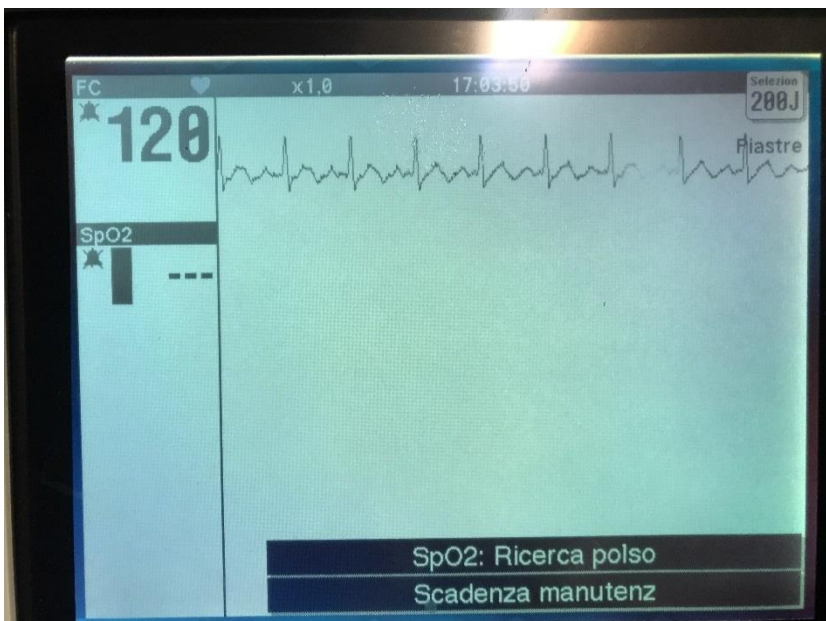 FC x1,0 17:03:50
Selezion
200J
120
Piastre
SpO2
---
SpO2: Ricerca polso
Scadenza manutenz